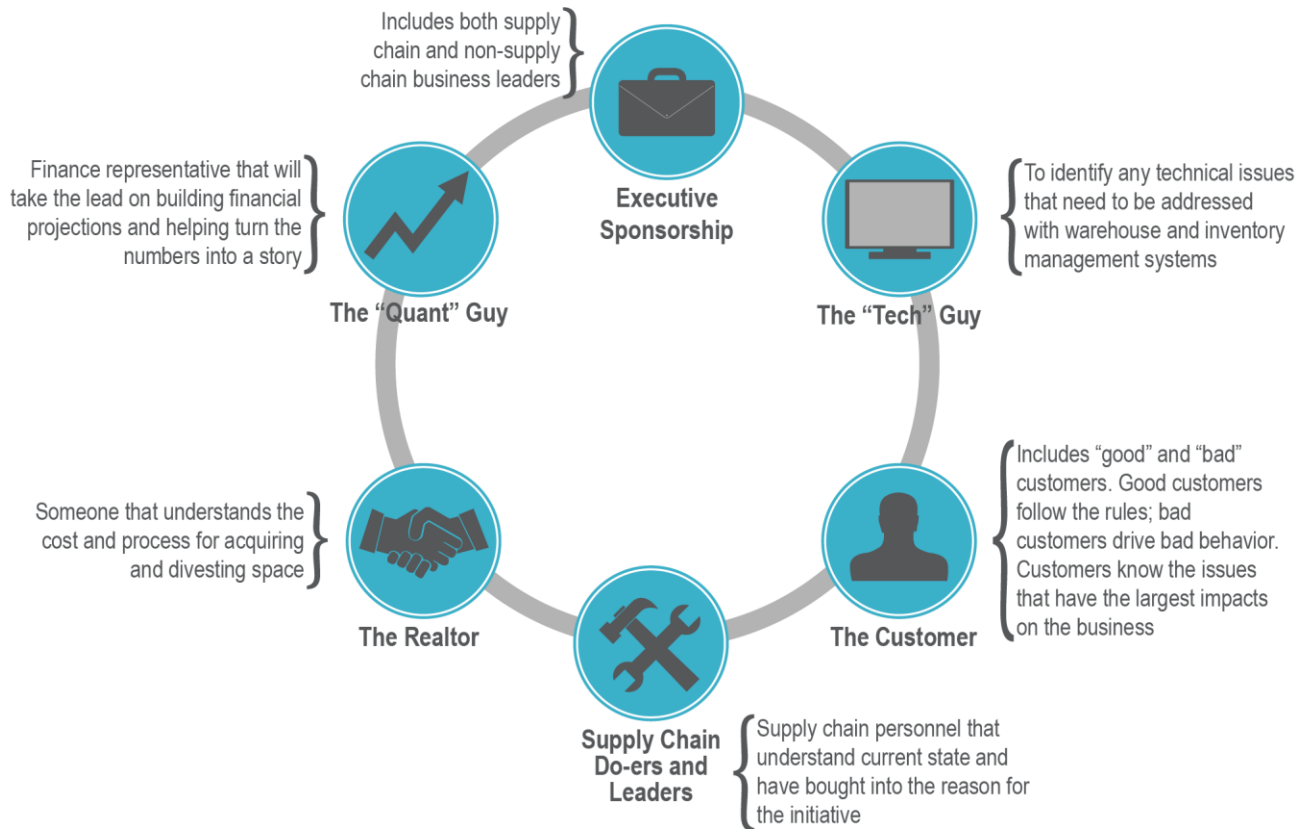 Includes both supply
chain and non-supply
chain business leaders
Executive
Sponsorship
Finance representative that will
take the lead on building financial
projections and helping turn the
numbers into a story
The “Quant” Guy
To identify any technical issues
that need to be addressed
with warehouse and inventory
management systems
The “Tech” Guy
Someone that understands the
cost and process for acquiring
and divesting space
The Realtor
Includes “good” and “bad”
customers. Good customers
follow the rules; bad
customers drive bad behavior.
Customers know the issues
that have the largest impacts
on the business
The Customer
Supply Chain
Do-ers and
Leaders
Supply chain personnel that
understand current state and
have bought into the reason for
the initiative